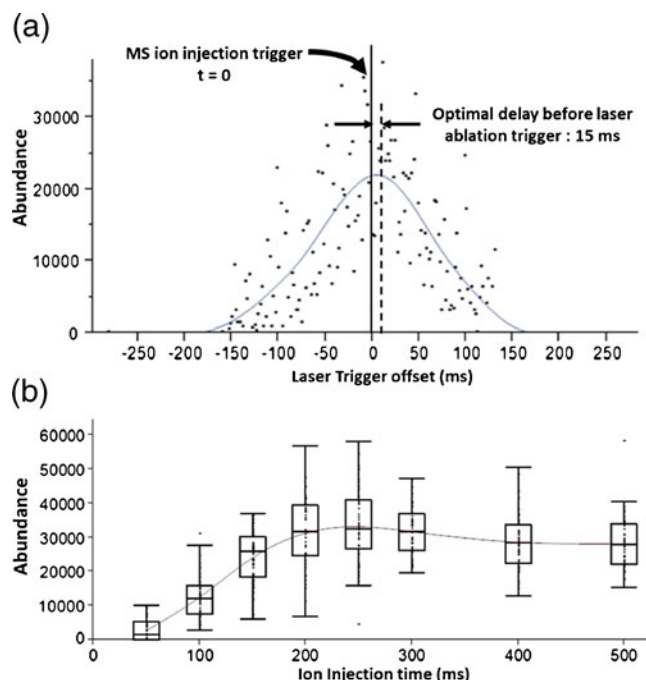 (a)
MS ion injection trigger
t = 0
Optimal delay before laser
ablation trigger : 15 ms
Abundance
30000
20000
10000
0
-250 -200 -150 -100 -50 0 50 100 150 200 250
Laser Trigger offset (ms)
(b)
Abundance
60000
50000
40000
30000
20000
10000
0
0 100 200 300 400 500
Ion Injection time (ms)